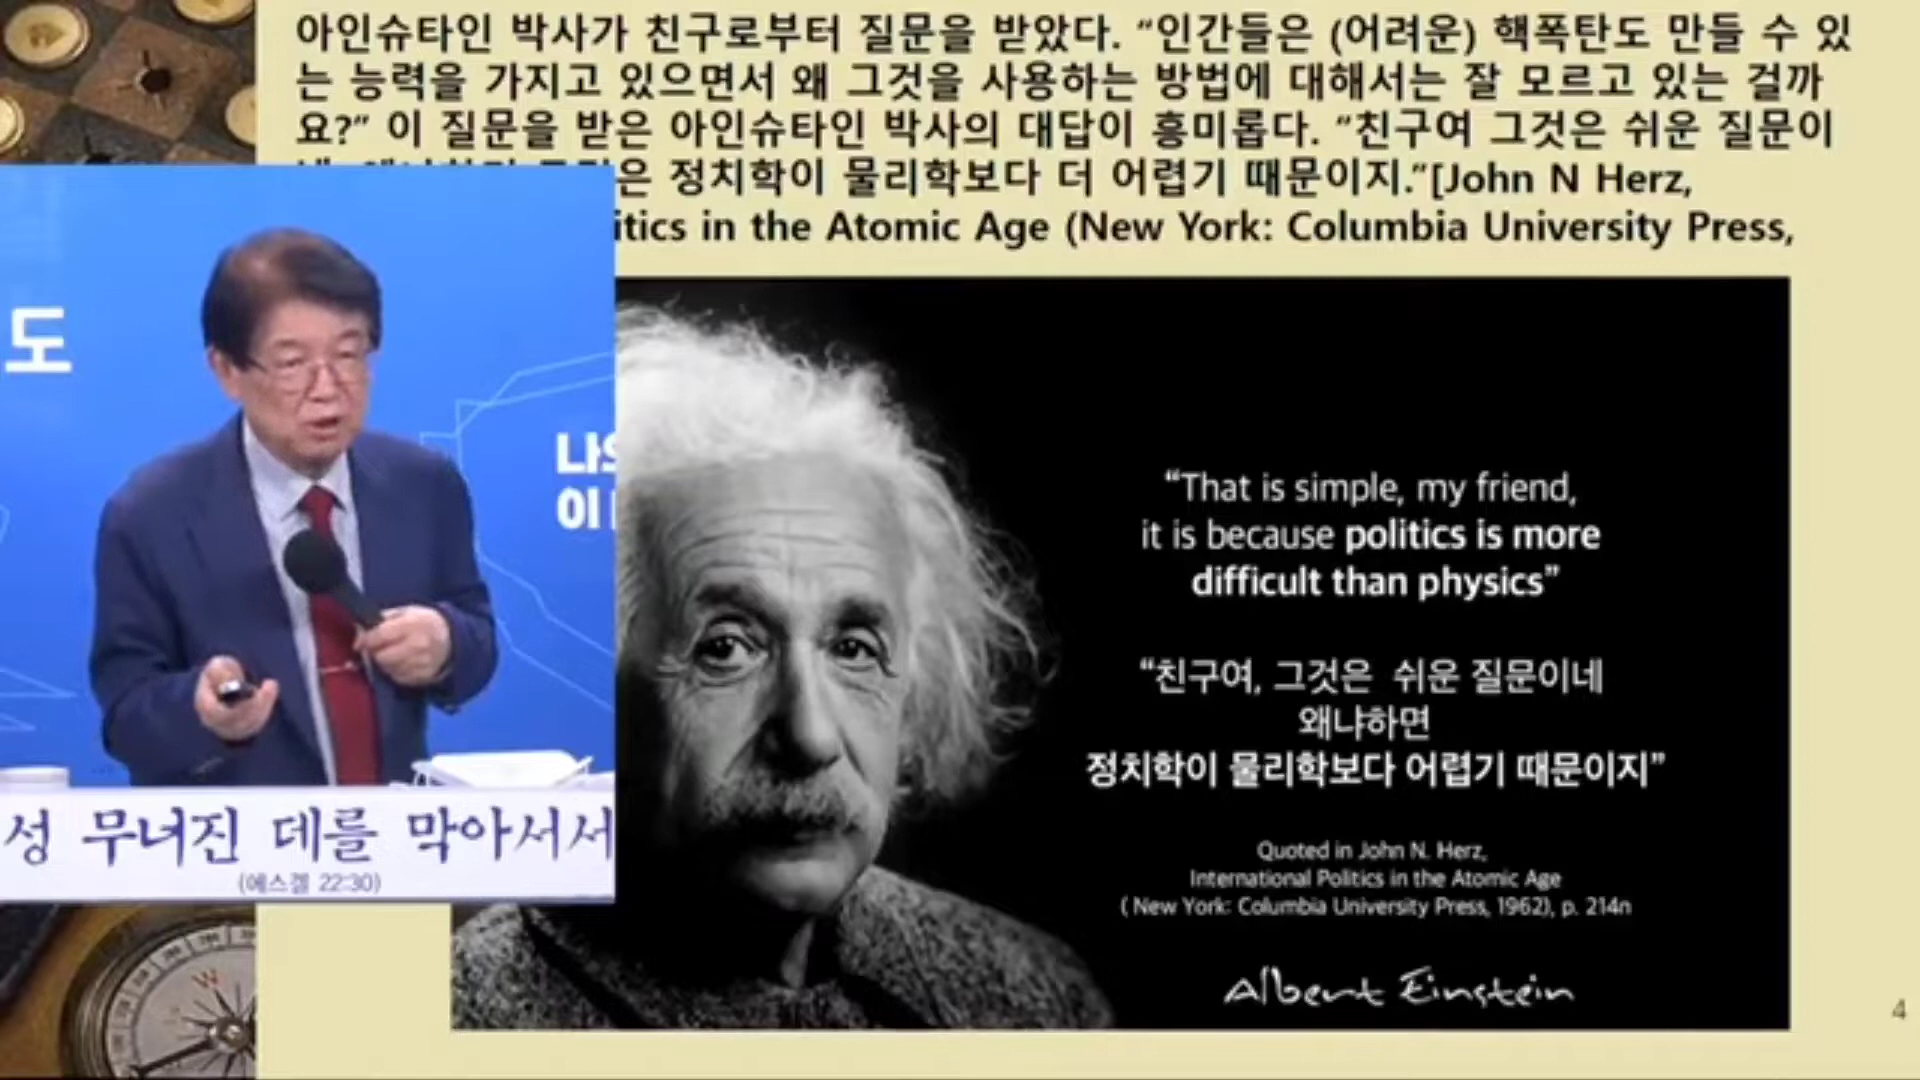 아인슈타인 박사가 친구로부터 질문을 받았다. “인간들은 (어려운) 핵폭탄도 만들 수 있
는 능력을 가지고 있으면서 왜 그것을 사용하는 방법에 대해서는 잘 모르고 있는 걸까
요?” 이 질문을 받은 아인슈타인 박사의 대답이 흥미롭다. “친구여 그것은 쉬운 질문이
은 정치학이 물리학보다 더 어렵기 때문이지.”[John N Herz,
itics in the Atomic Age (New York: Columbia University Press,
도
나의
이
성 무너진 데를 막아서서
(에스겔 22:30)
“That is simple, my friend,
it is because politics is more
difficult than physics”
“친구여, 그것은 쉬운 질문이네
왜냐하면
정치학이 물리학보다 어렵기 때문이지”
Quoted in John N. Herz,
International Politics in the Atomic Age
( New York: Columbia University Press, 1962), p. 214n
Albert Einstein
4
W